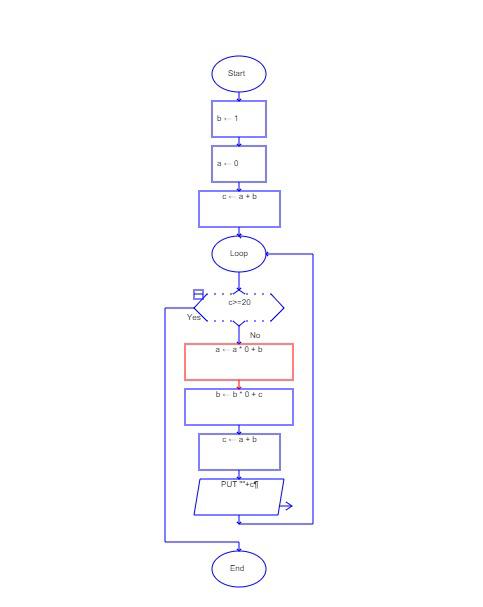 Start
b ← 1
a ← 0
c ← a + b
Loop
c>=20
Yes
No
a ← a * 0 + b
b ← b * 0 + c
c ← a + b
PUT ""+c¶
End